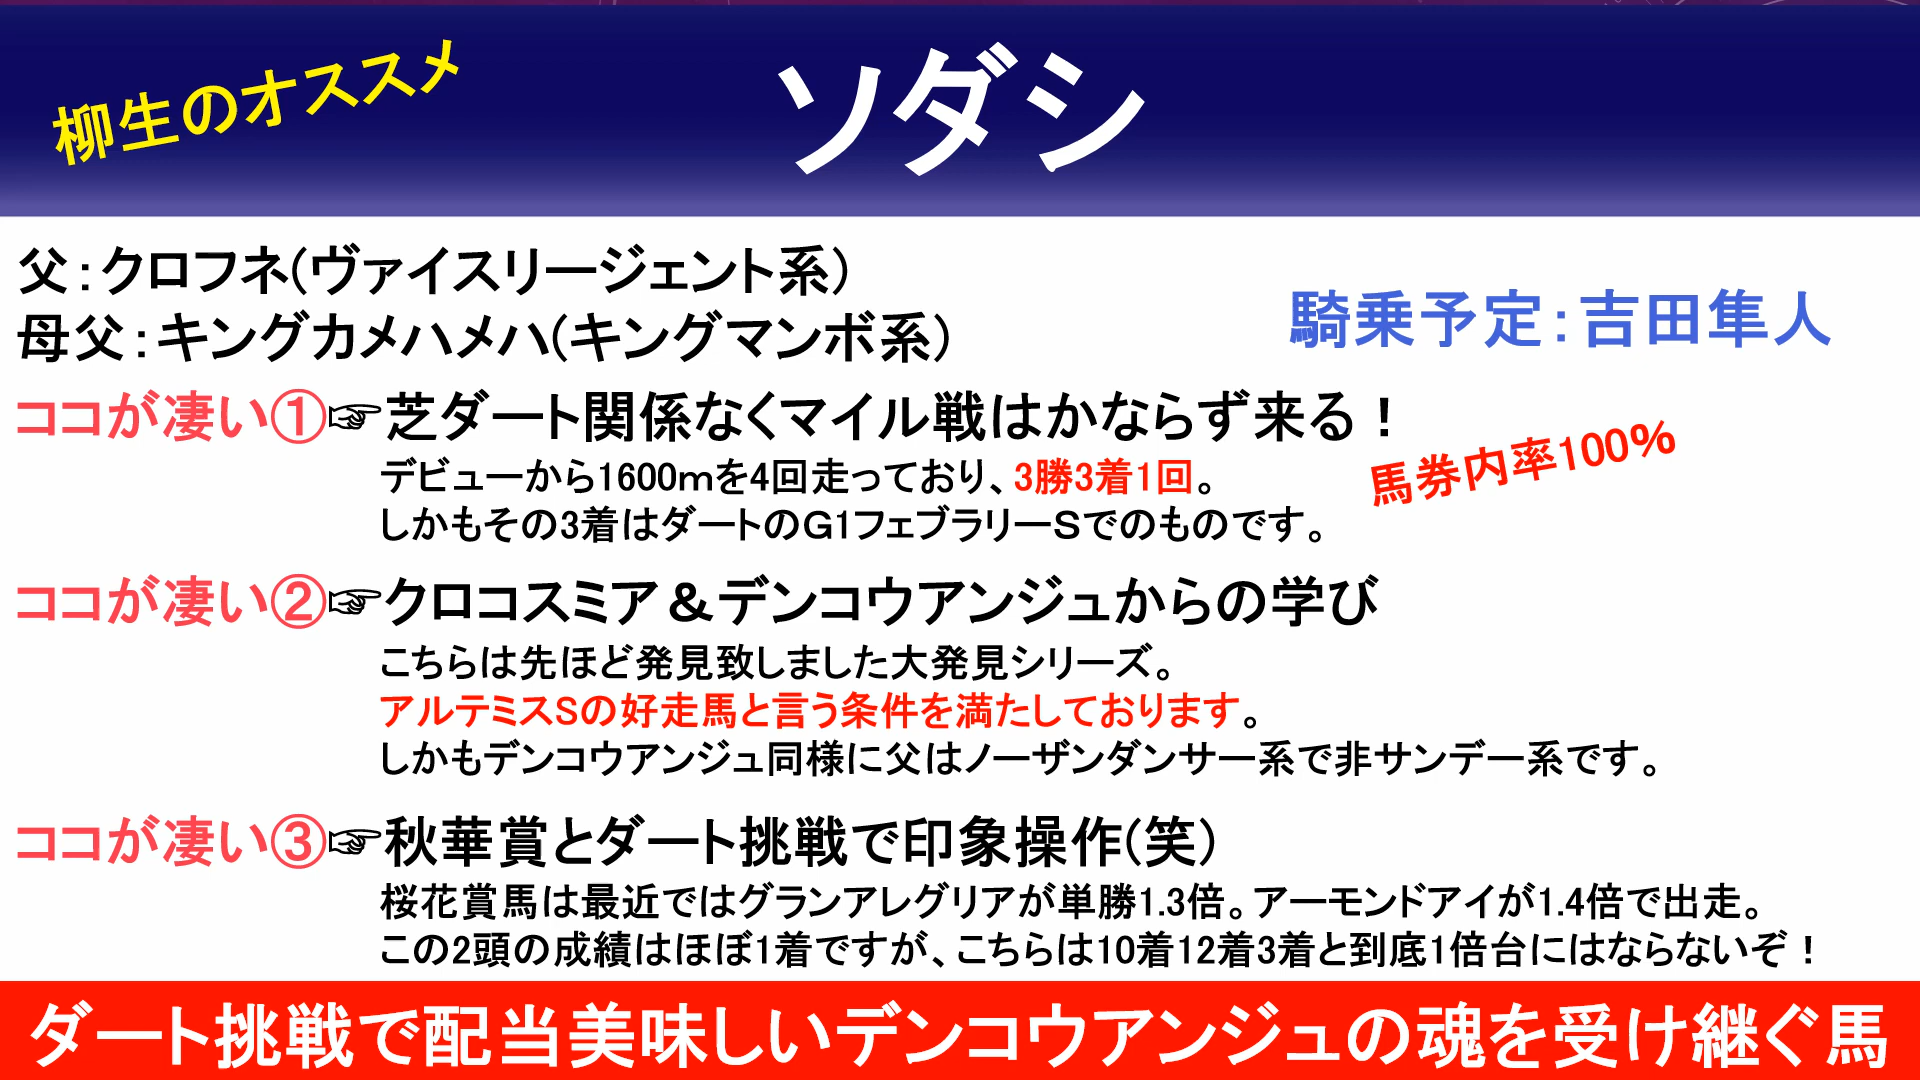 柳生のオススメ
ソダシ
父：クロフネ(ヴァイスリージェント系)
母父：キングカメハメハ(キングマンボ系)
騎乗予定：吉田隼人
ココが凄い①☞芝ダート関係なくマイル戦はかならず来る！
デビューから1600mを4回走っており、3勝3着1回。
しかもその3着はダートのG1フェブラリーSでのものです。
馬券内率100%
ココが凄い②☞クロコスミア＆デンコウアンジュからの学び
こちらは先ほど発見致しました大発見シリーズ。
アルテミスSの好走馬と言う条件を満たしております。
しかもデンコウアンジュ同様に父はノーザンダンサー系で非サンデー系です。
ココが凄い③☞秋華賞とダート挑戦で印象操作(笑)
桜花賞馬は最近ではグランアレグリアが単勝1.3倍。アーモンドアイが1.4倍で出走。
この2頭の成績はほぼ1着ですが、こちらは10着12着3着と到底1倍台にはならないぞ！
ダート挑戦で配当美味しいデンコウアンジュの魂を受け継ぐ馬